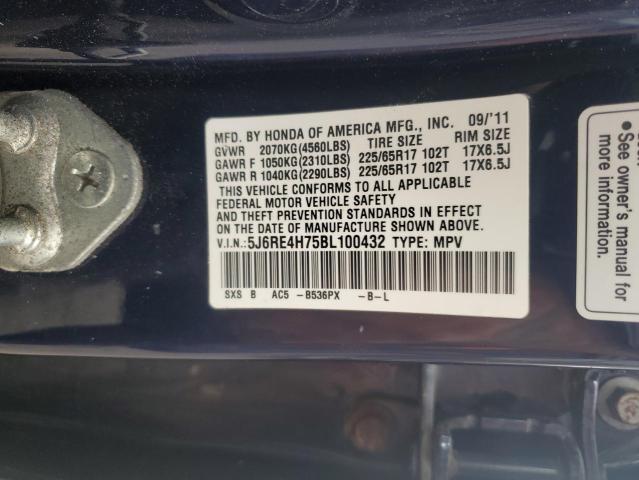 MFD. BY HONDA OF AMERICA MFG., INC. 09/'11
GVWR 2070KG(4560LBS) TIRE SIZE RIM SIZE
GAWR F 1050KG(2310LBS) 225/65R17 102T 17X6.5J
GAWR R 1040KG(2290LBS) 225/65R17 102T 17X6.5J
THIS VEHICLE CONFORMS TO ALL APPLICABLE
FEDERAL MOTOR VEHICLE SAFETY
AND THEFT PREVENTION STANDARDS IN EFFECT
ON THE DATE OF MANUFACTURE SHOWN ABOVE.
V.I.N.: 5J6RE4H75BL100432 TYPE: MPV
SXS B AC5 -B536PX -B-L
See owner's manual for
more information.